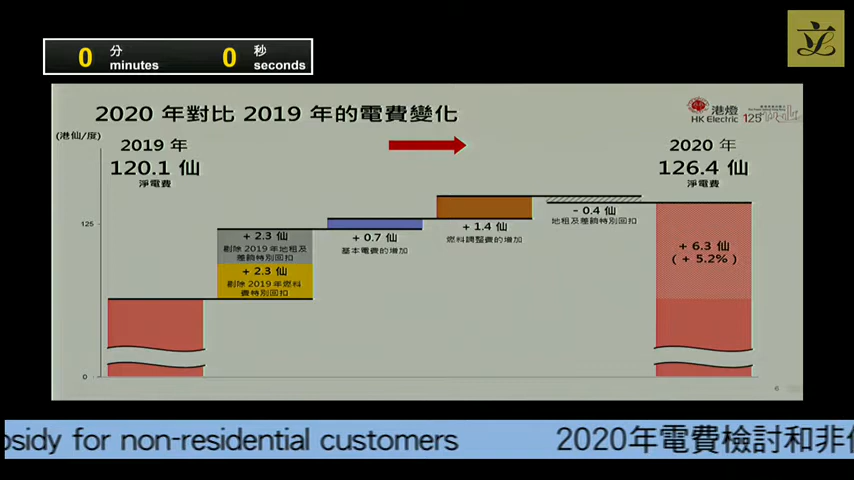 0 分 minutes 0 秒 seconds
2020 年對比 2019 年的電費變化
港燈
HK Electric
125
(港仙/度)
2019 年
120.1 仙
淨電費
2020 年
126.4 仙
淨電費
125
+ 2.3 仙
剔除 2019 年地租及
差餉特別回扣
+ 2.3 仙
剔除 2019年燃料
費特別回扣
+ 0.7 仙
基本電費的增加
+ 1.4 仙
燃料調整費的增加
- 0.4 仙
地租及差餉特別回扣
+ 6.3 仙
( + 5.2% )
0
6
bsidy for non-residential customers 2020年電費檢討和非